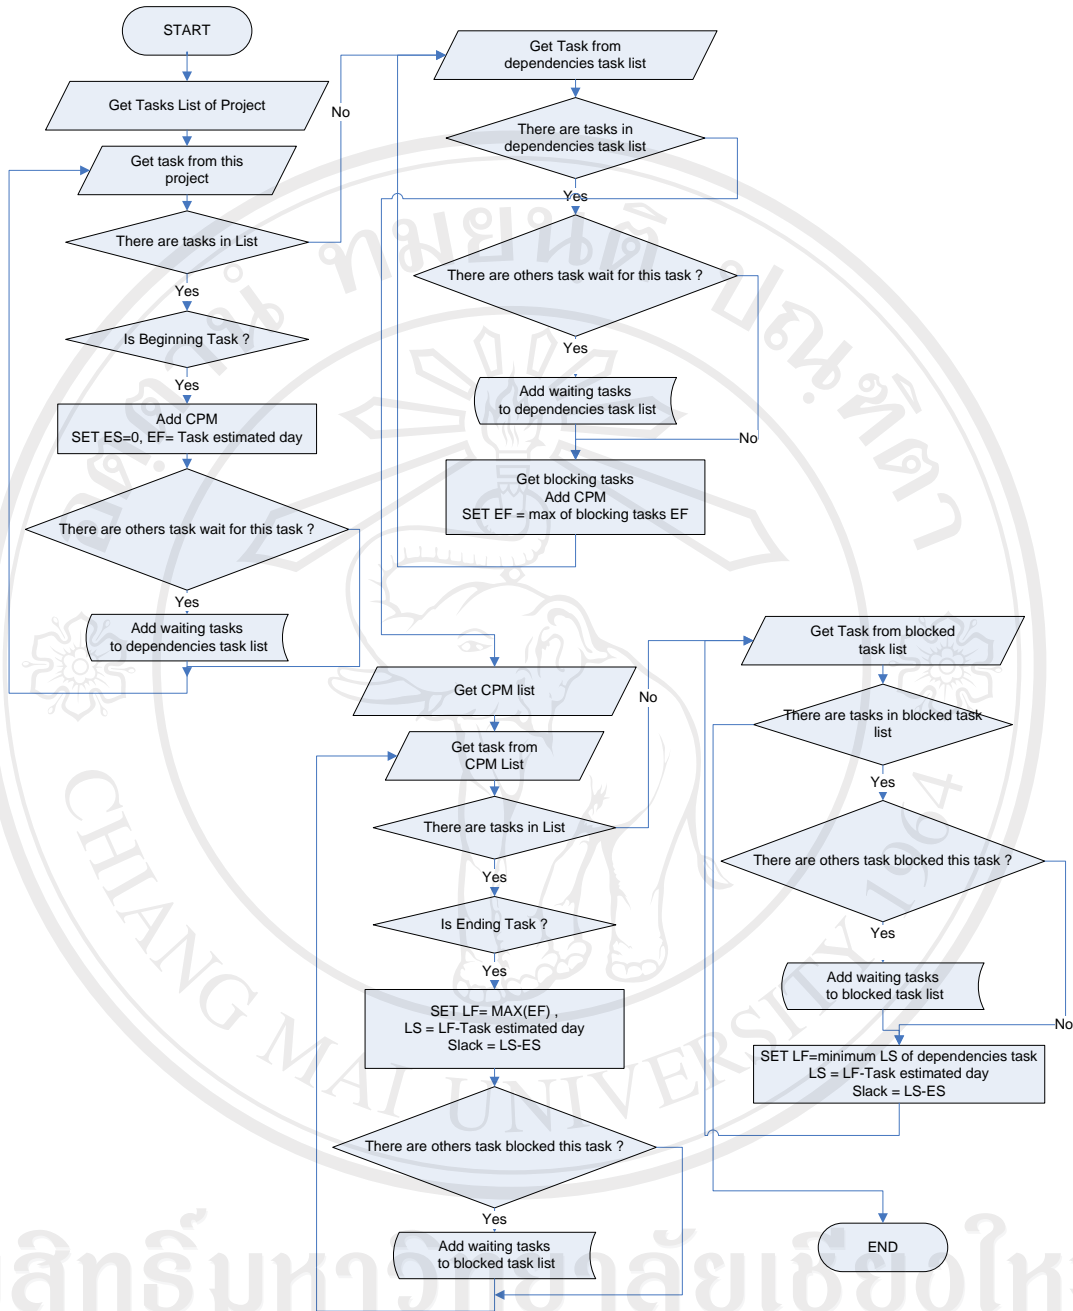 START
Get Tasks List of Project
Get task from this
project
There are tasks in List
No
Yes
Is Beginning Task ?
Yes
Add CPM
SET ES=0, EF= Task estimated day
There are others task wait for this task ?
Yes
Add waiting tasks
to dependencies task list
Get Task from
dependencies task list
There are tasks in
dependencies task list
Yes
There are others task wait for this task ?
Yes
Add waiting tasks
to dependencies task list
No
Get blocking tasks
Add CPM
SET EF = max of blocking tasks EF
Get CPM list
Get task from
CPM List
There are tasks in List
No
Yes
Is Ending Task ?
Yes
SET LF= MAX(EF) ,
LS = LF-Task estimated day
Slack = LS-ES
There are others task blocked this task ?
Yes
Add waiting tasks
to blocked task list
Get Task from blocked
task list
There are tasks in blocked task
list
Yes
There are others task blocked this task ?
Yes
Add waiting tasks
to blocked task list
No
SET LF=minimum LS of dependencies task
LS = LF-Task estimated day
Slack = LS-ES
END
CHIANG MAI UNIVERSITY 1964